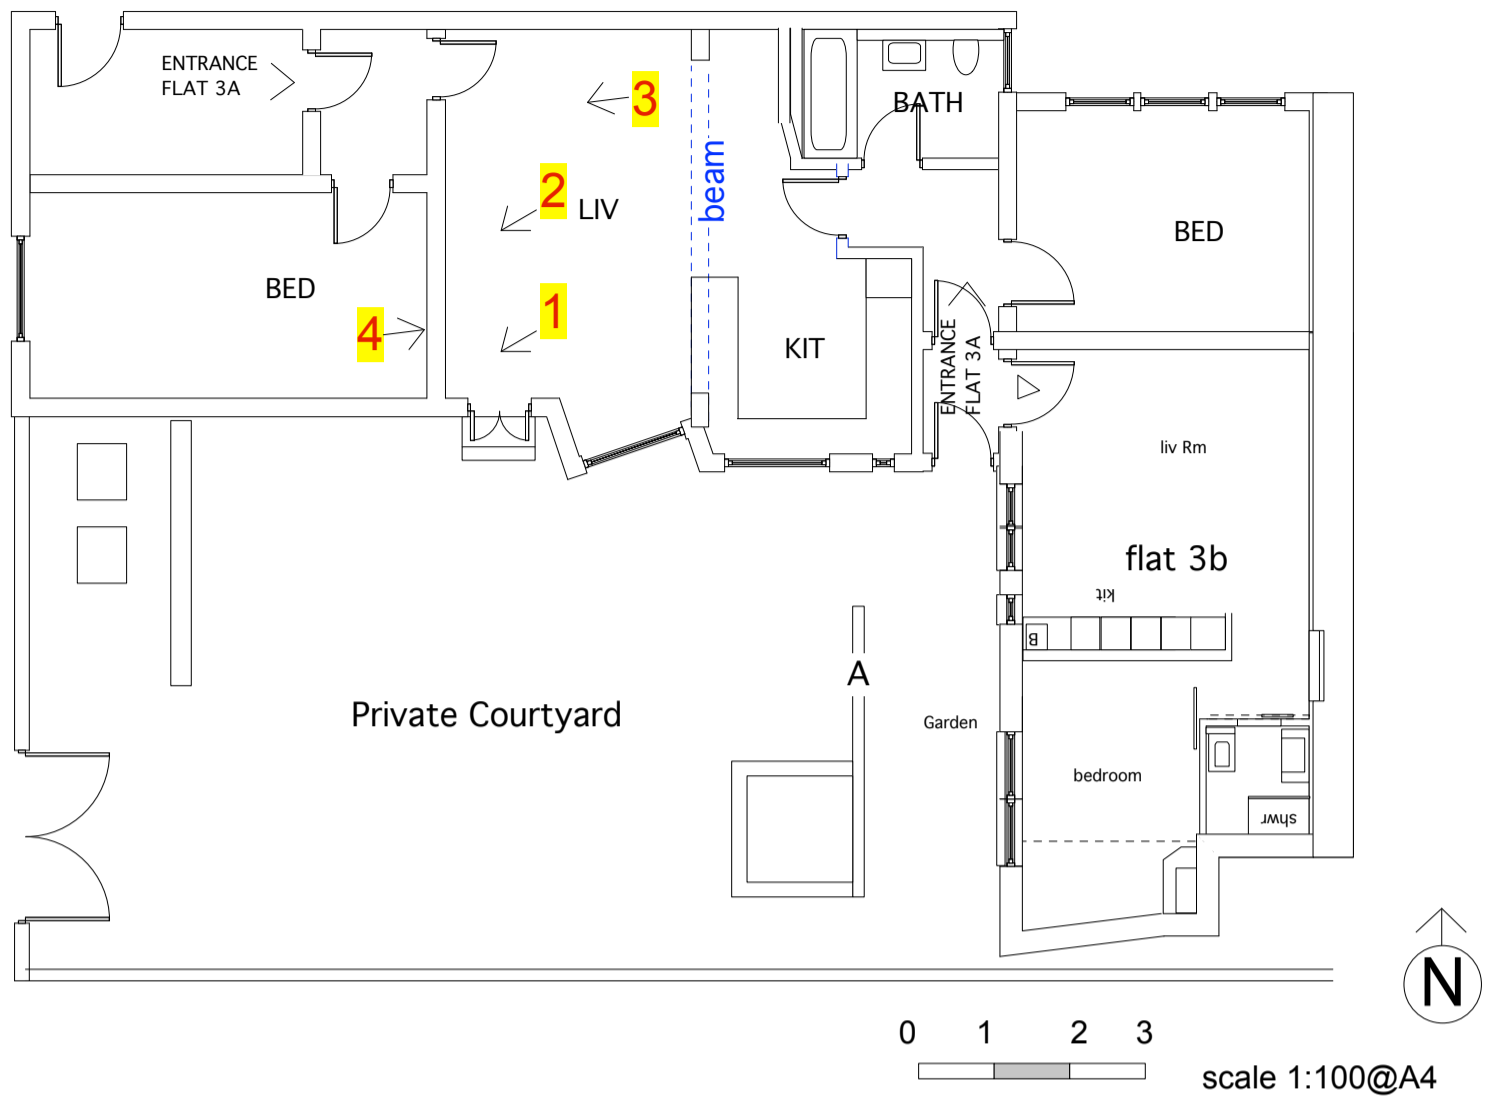 ENTRANCE
FLAT 3A
3
BATH
beam
2
LIV
BED
BED
1
4
KIT
ENTRANCE
FLAT 3A
liv Rm
flat 3b
kit
B
A
Private Courtyard
Garden
bedroom
shwr
N
0 1 2 3
scale 1:100@A4